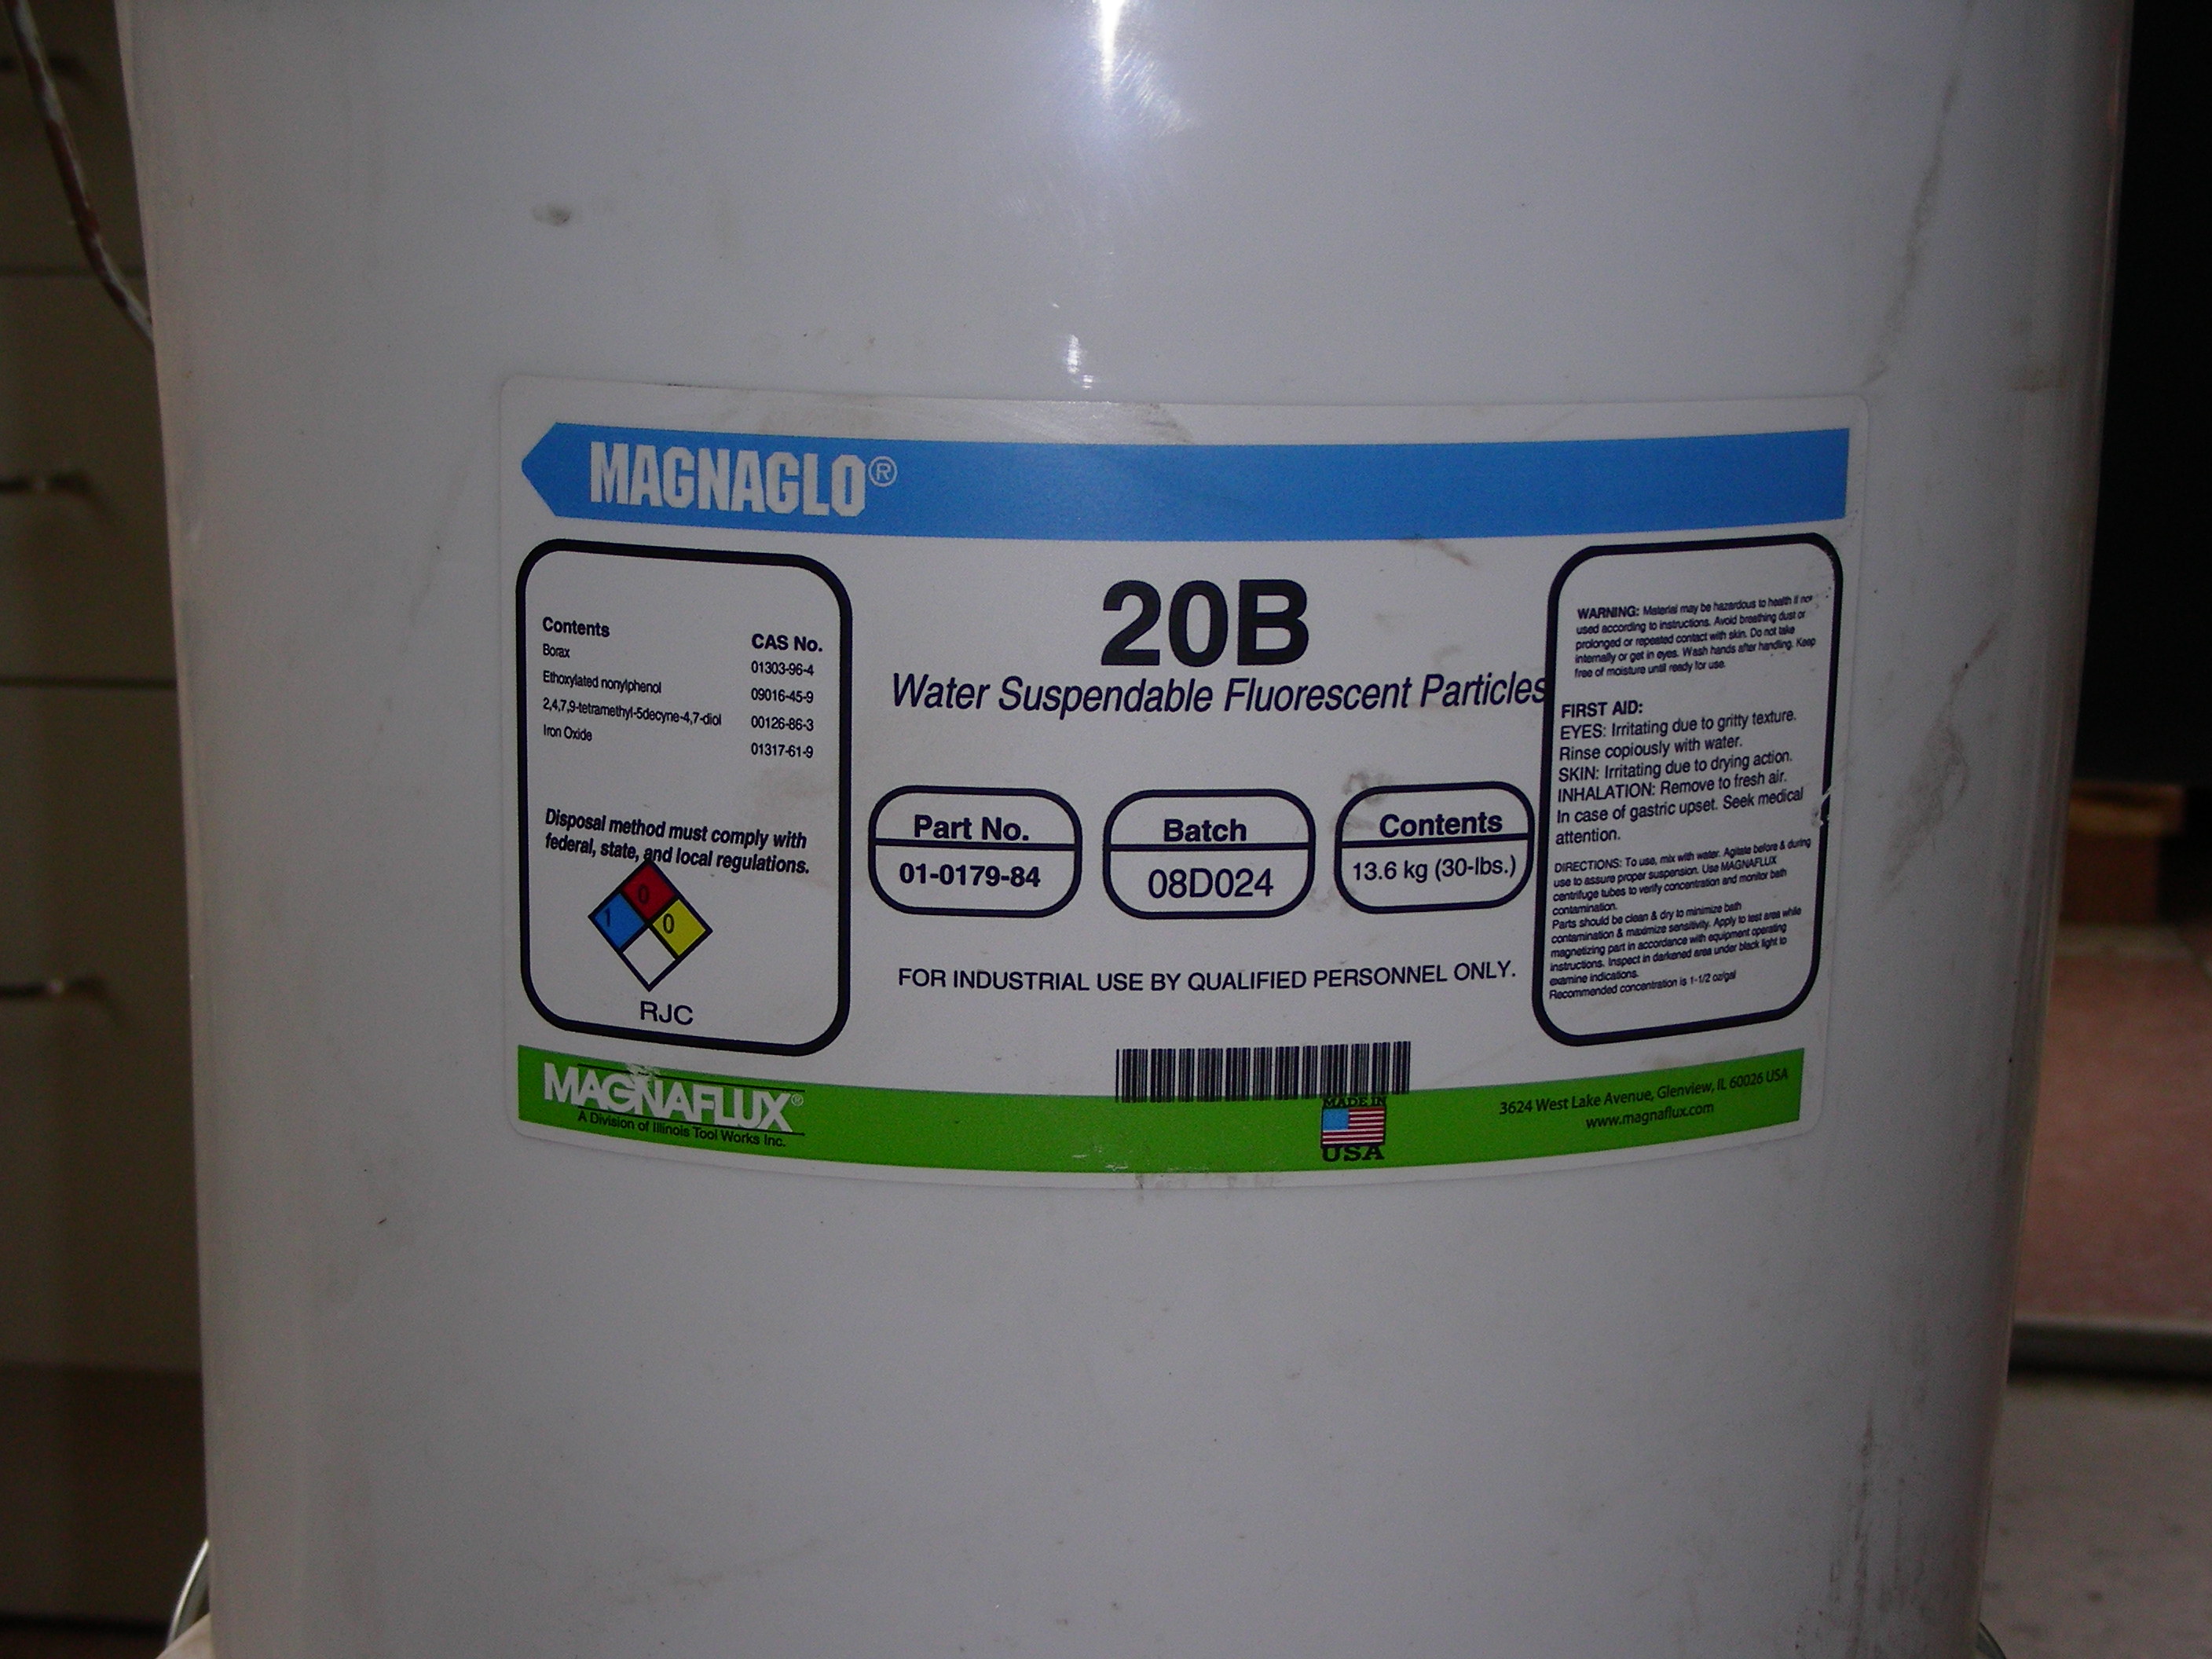 MAGNAGLO®
Contents CAS No.
Borax 01303-96-4
Ethoxylated nonylphenol 09016-45-9
2,4,7,9-tetramethyl-5decyne-4,7-diol 00126-86-3
Iron Oxide 01317-61-9
Disposal method must comply with
federal, state, and local regulations.
0
1
0
RJC
20B
Water Suspendable Fluorescent Particles
Part No.
01-0179-84
Batch
08D024
Contents
13.6 kg (30-lbs.)
FOR INDUSTRIAL USE BY QUALIFIED PERSONNEL ONLY.
WARNING: Material may be hazardous to health if not
used according to instructions. Avoid breathing dust or
prolonged or repeated contact with skin. Do not take
internally or get in eyes. Wash hands after handling. Keep
free of moisture until ready for use.
FIRST AID:
EYES: Irritating due to gritty texture.
Rinse copiously with water.
SKIN: Irritating due to drying action.
INHALATION: Remove to fresh air.
In case of gastric upset. Seek medical
attention.
DIRECTIONS: To use, mix with water. Agitate before & during
use to assure proper suspension. Use MAGNAFLUX
centrifuge tubes to verify concentration and monitor bath
contamination.
Parts should be clean & dry to minimize bath
contamination & maximize sensitivity. Apply to test area while
magnetizing part in accordance with equipment operating
instructions. Inspect in darkened area under black light to
examine indications.
Recommended concentration is 1-1/2 oz/gal
MAGNAFLUX®
A Division of Illinois Tool Works Inc.
MADE IN
USA
3624 West Lake Avenue, Glenview, IL 60026 USA
www.magnaflux.com